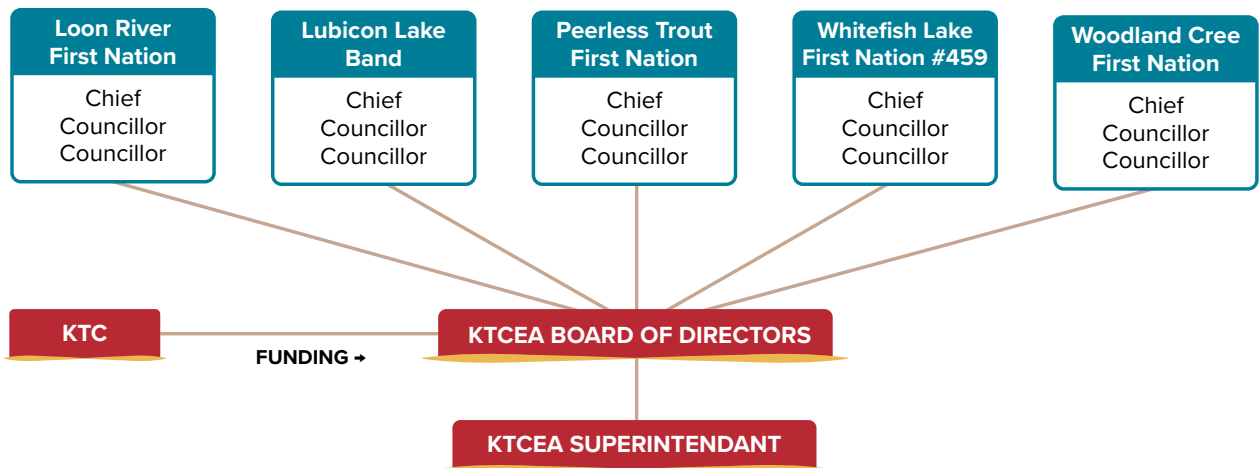 Loon River
First Nation
Chief
Councillor
Councillor
Lubicon Lake
Band
Chief
Councillor
Councillor
Peerless Trout
First Nation
Chief
Councillor
Councillor
Whitefish Lake
First Nation #459
Chief
Councillor
Councillor
Woodland Cree
First Nation
Chief
Councillor
Councillor
KTC
FUNDING →
KTCEA BOARD OF DIRECTORS
KTCEA SUPERINTENDANT